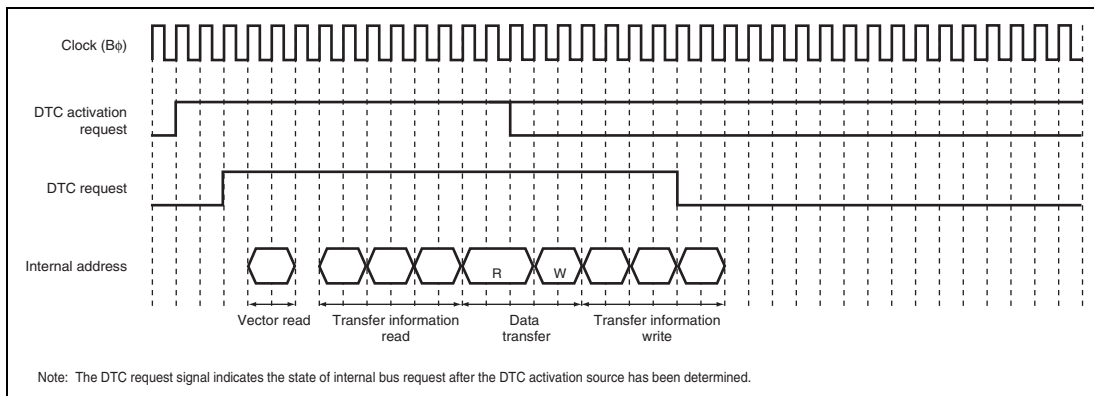 Clock (Bϕ)
DTC activation
request
DTC request
Internal address
R
W
Vector read
Transfer information
read
Data
transfer
Transfer information
write
Note: The DTC request signal indicates the state of internal bus request after the DTC activation source has been determined.